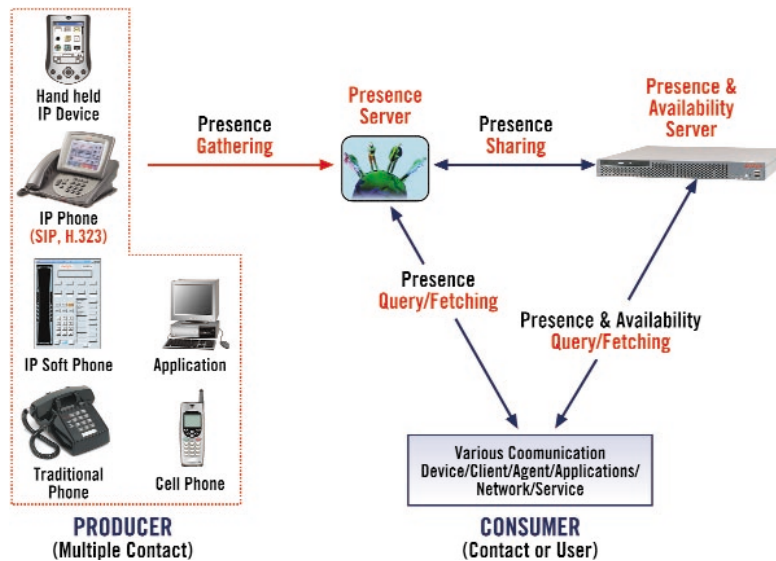 Hand held
IP Device
IP Phone
(SIP, H.323)
IP Soft Phone
Application
Traditional
Phone
Cell Phone
PRODUCER
(Multiple Contact)
Presence
Gathering
Presence
Server
Presence
Sharing
Presence &
Availability
Server
Presence
Query/Fetching
Presence & Availability
Query/Fetching
Various Coomunication
Device/Client/Agent/Applications/
Network/Service
CONSUMER
(Contact or User)